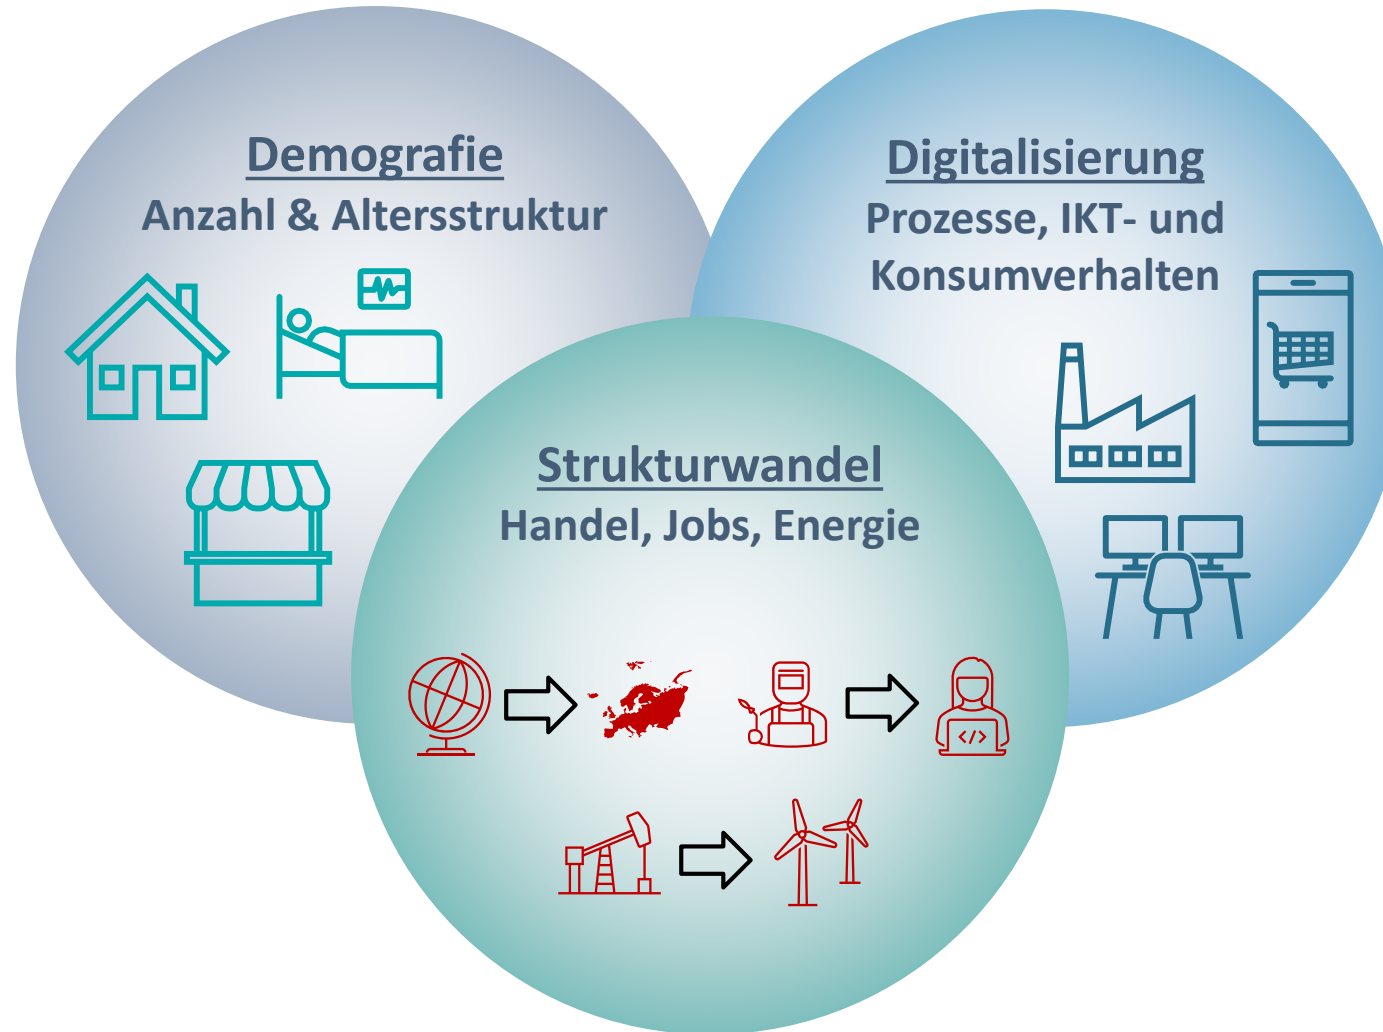 Demografie
Anzahl & Altersstruktur
Digitalisierung
Prozesse, IKT- und
Konsumverhalten
Strukturwandel
Handel, Jobs, Energie
</>